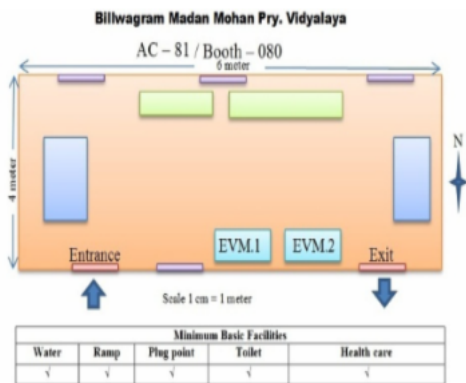 Billwagram Madan Mohan Pry. Vidyalaya
AC – 81 / Booth – 080
6 meter
4 meter
N
EVM.1 EVM.2
Entrance Exit
Scale 1 cm = 1 meter
Minimum Basic Facilities
Water Ramp Plug point Toilet Health care
√ √ √ √ √